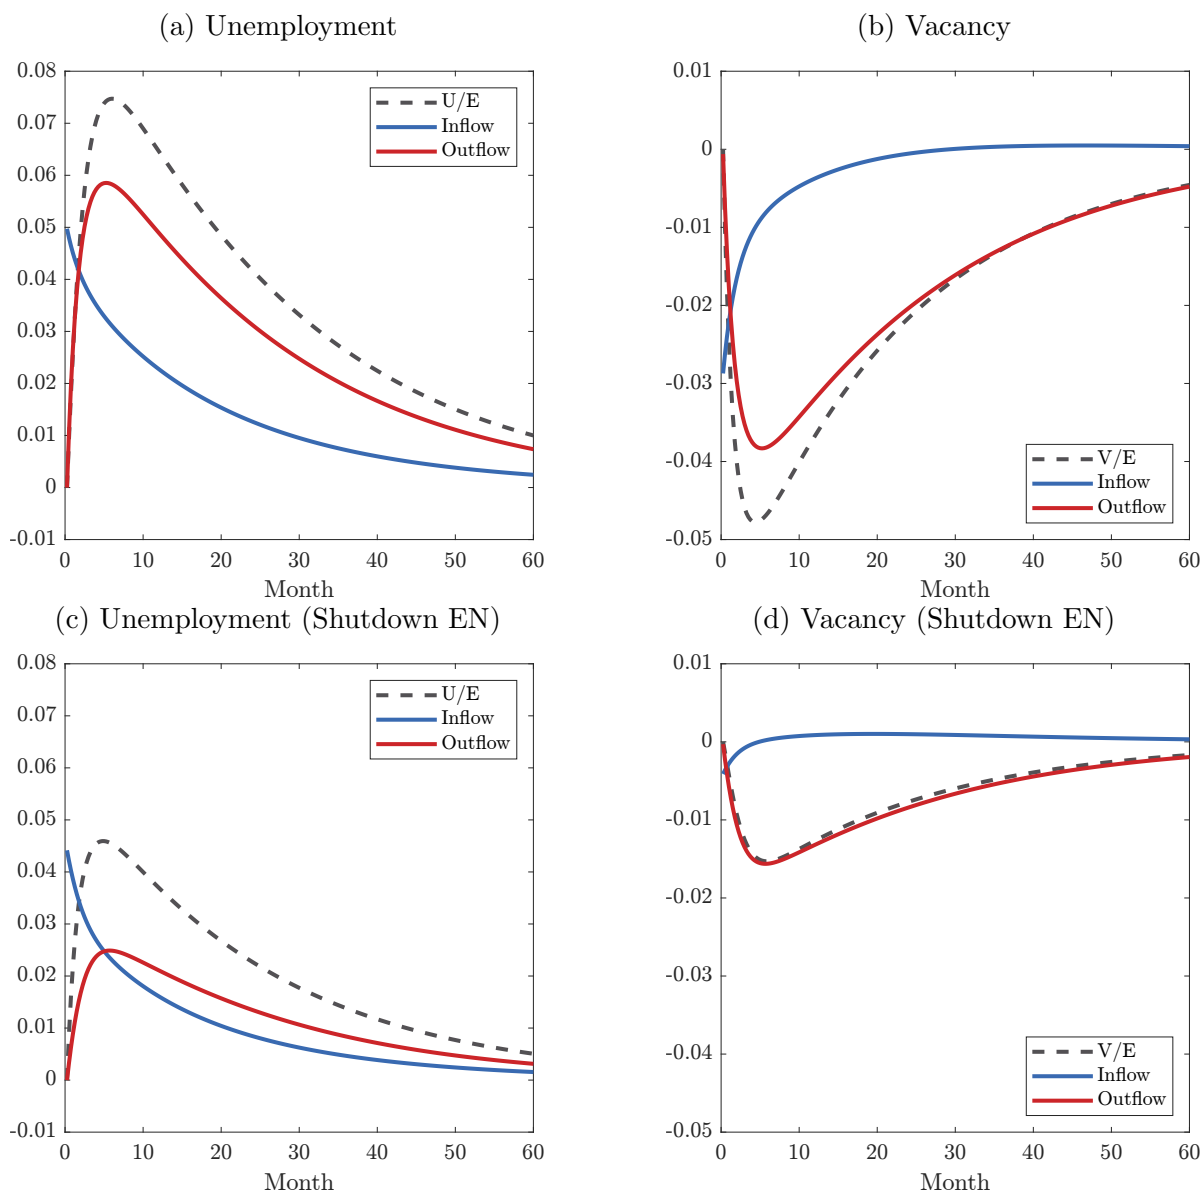 (a) Unemployment
0.08
0.07
0.06
0.05
0.04
0.03
0.02
0.01
0
-0.01
0 10 20 30 40 50 60
Month
U/E
Inflow
Outflow
(b) Vacancy
0.01
0
-0.01
-0.02
-0.03
-0.04
-0.05
0 10 20 30 40 50 60
Month
V/E
Inflow
Outflow
(c) Unemployment (Shutdown EN)
0.08
0.07
0.06
0.05
0.04
0.03
0.02
0.01
0
-0.01
0 10 20 30 40 50 60
Month
U/E
Inflow
Outflow
(d) Vacancy (Shutdown EN)
0.01
0
-0.01
-0.02
-0.03
-0.04
-0.05
0 10 20 30 40 50 60
Month
V/E
Inflow
Outflow